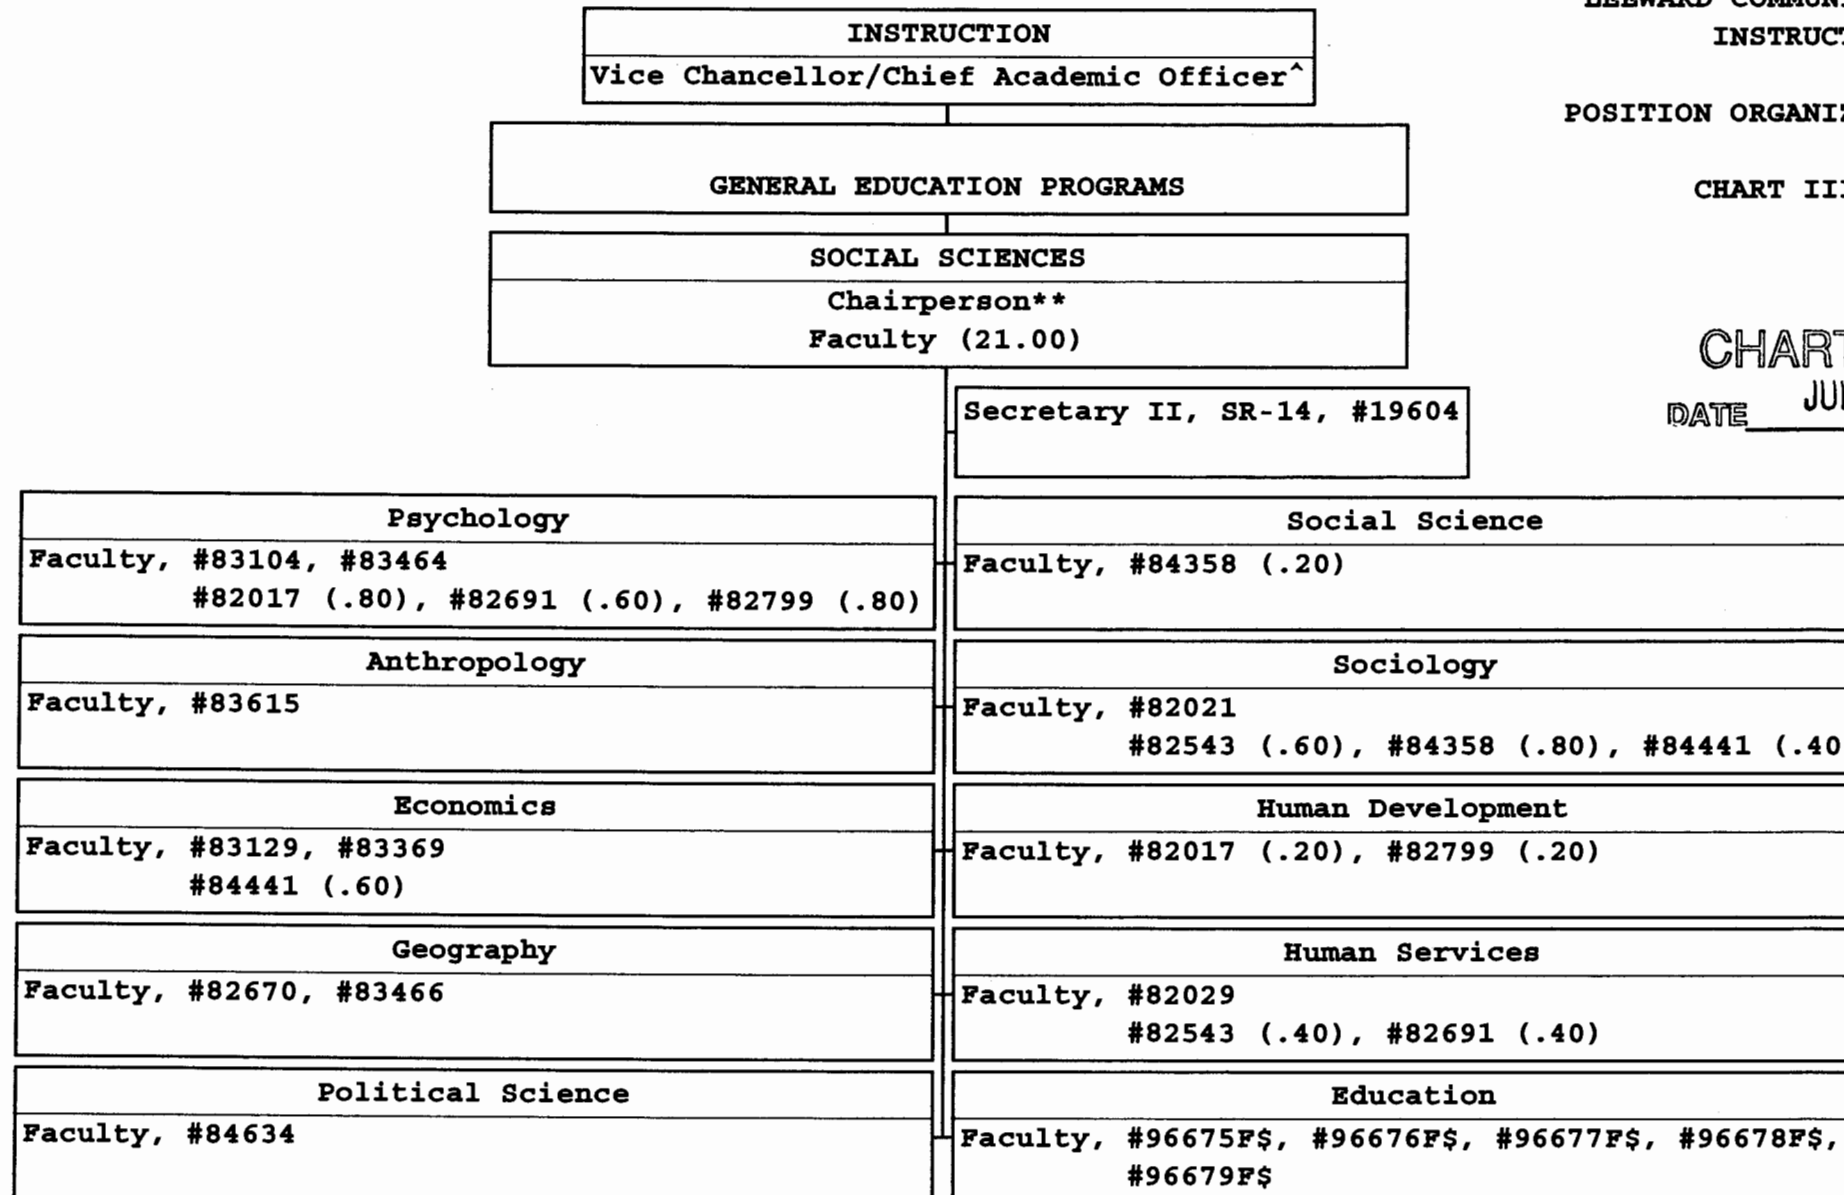 INSTRUCTION
Vice Chancellor/Chief Academic Officer^
GENERAL EDUCATION PROGRAMS
SOCIAL SCIENCES
Chairperson**
Faculty (21.00)
Secretary II, SR-14, #19604
LEEWARD
INSTRUCT
POSITION ORGANIZ
CHART III
CHART
DATE
Psychology
Faculty, #83104, #83464
#82017 (.80), #82691 (.60), #82799 (.80)
Social Science
Faculty, #84358 (.20)
Anthropology
Faculty, #83615
Sociology
Faculty, #82021
#82543 (.60), #84358 (.80), #84441 (.40
Economics
Faculty, #83129, #83369
#84441 (.60)
Human Development
Faculty, #82017 (.20), #82799 (.20)
Geography
Faculty, #82670, #83466
Human Services
Faculty, #82029
#82543 (.40), #82691 (.40)
Political Science
Faculty, #84634
Education
Faculty, #96675F$, #96676F$, #96677F$, #96678F$,
#96679F$